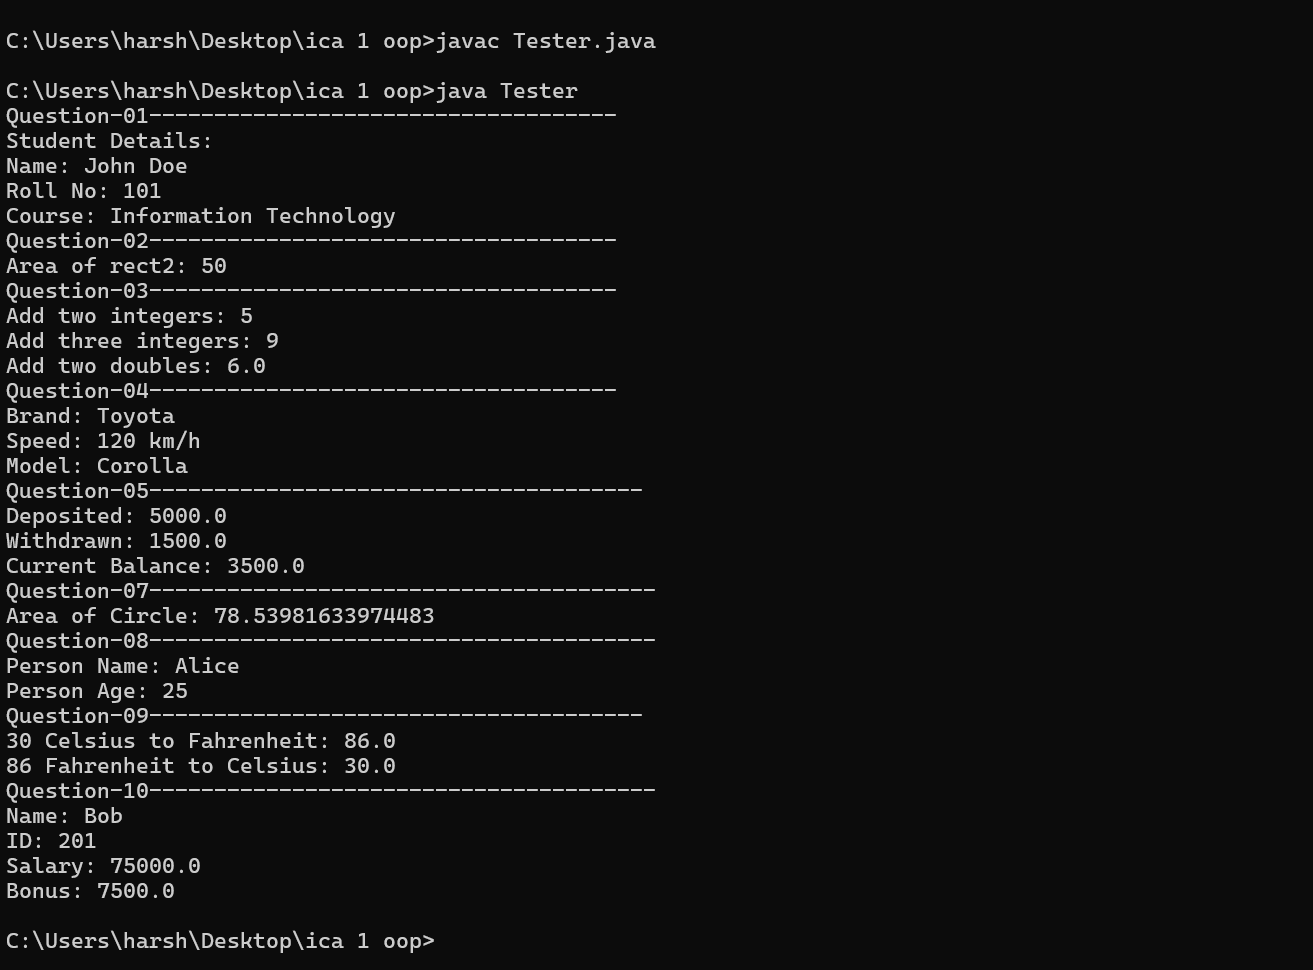 C:\Users\harsh\Desktop\ica 1 oop>javac Tester.java
C:\Users\harsh\Desktop\ica 1 oop>java Tester
Question-01------------------------------------
Student Details:
Name: John Doe
Roll No: 101
Course: Information Technology
Question-02------------------------------------
Area of rect2: 50
Question-03------------------------------------
Add two integers: 5
Add three integers: 9
Add two doubles: 6.0
Question-04------------------------------------
Brand: Toyota
Speed: 120 km/h
Model: Corolla
Question-05--------------------------------------
Deposited: 5000.0
Withdrawn: 1500.0
Current Balance: 3500.0
Question-07---------------------------------------
Area of Circle: 78.53981633974483
Question-08---------------------------------------
Person Name: Alice
Person Age: 25
Question-09--------------------------------------
30 Celsius to Fahrenheit: 86.0
86 Fahrenheit to Celsius: 30.0
Question-10---------------------------------------
Name: Bob
ID: 201
Salary: 75000.0
Bonus: 7500.0
C:\Users\harsh\Desktop\ica 1 oop>